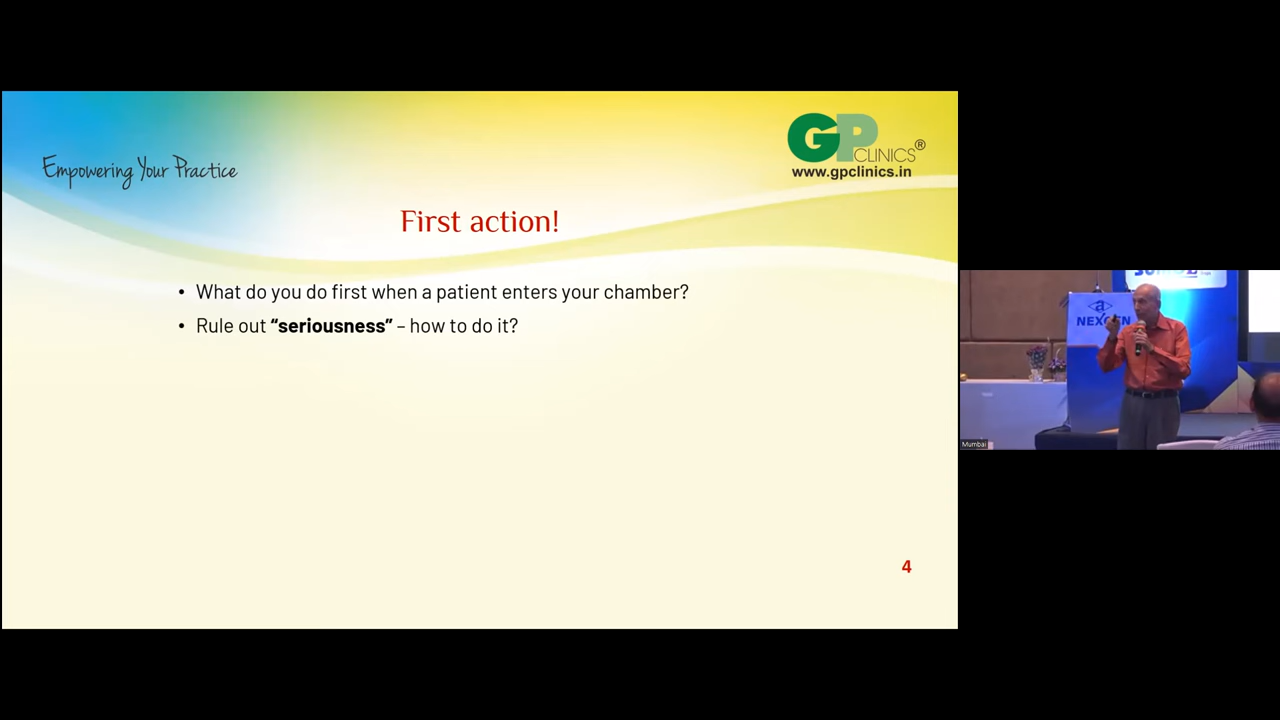 Empowering Your Practice
GP
CLINICS®
www.gpclinics.in
First action!
• What do you do first when a patient enters your chamber?
• Rule out “seriousness” – how to do it?
4
a
NEXGEN
Mumbai